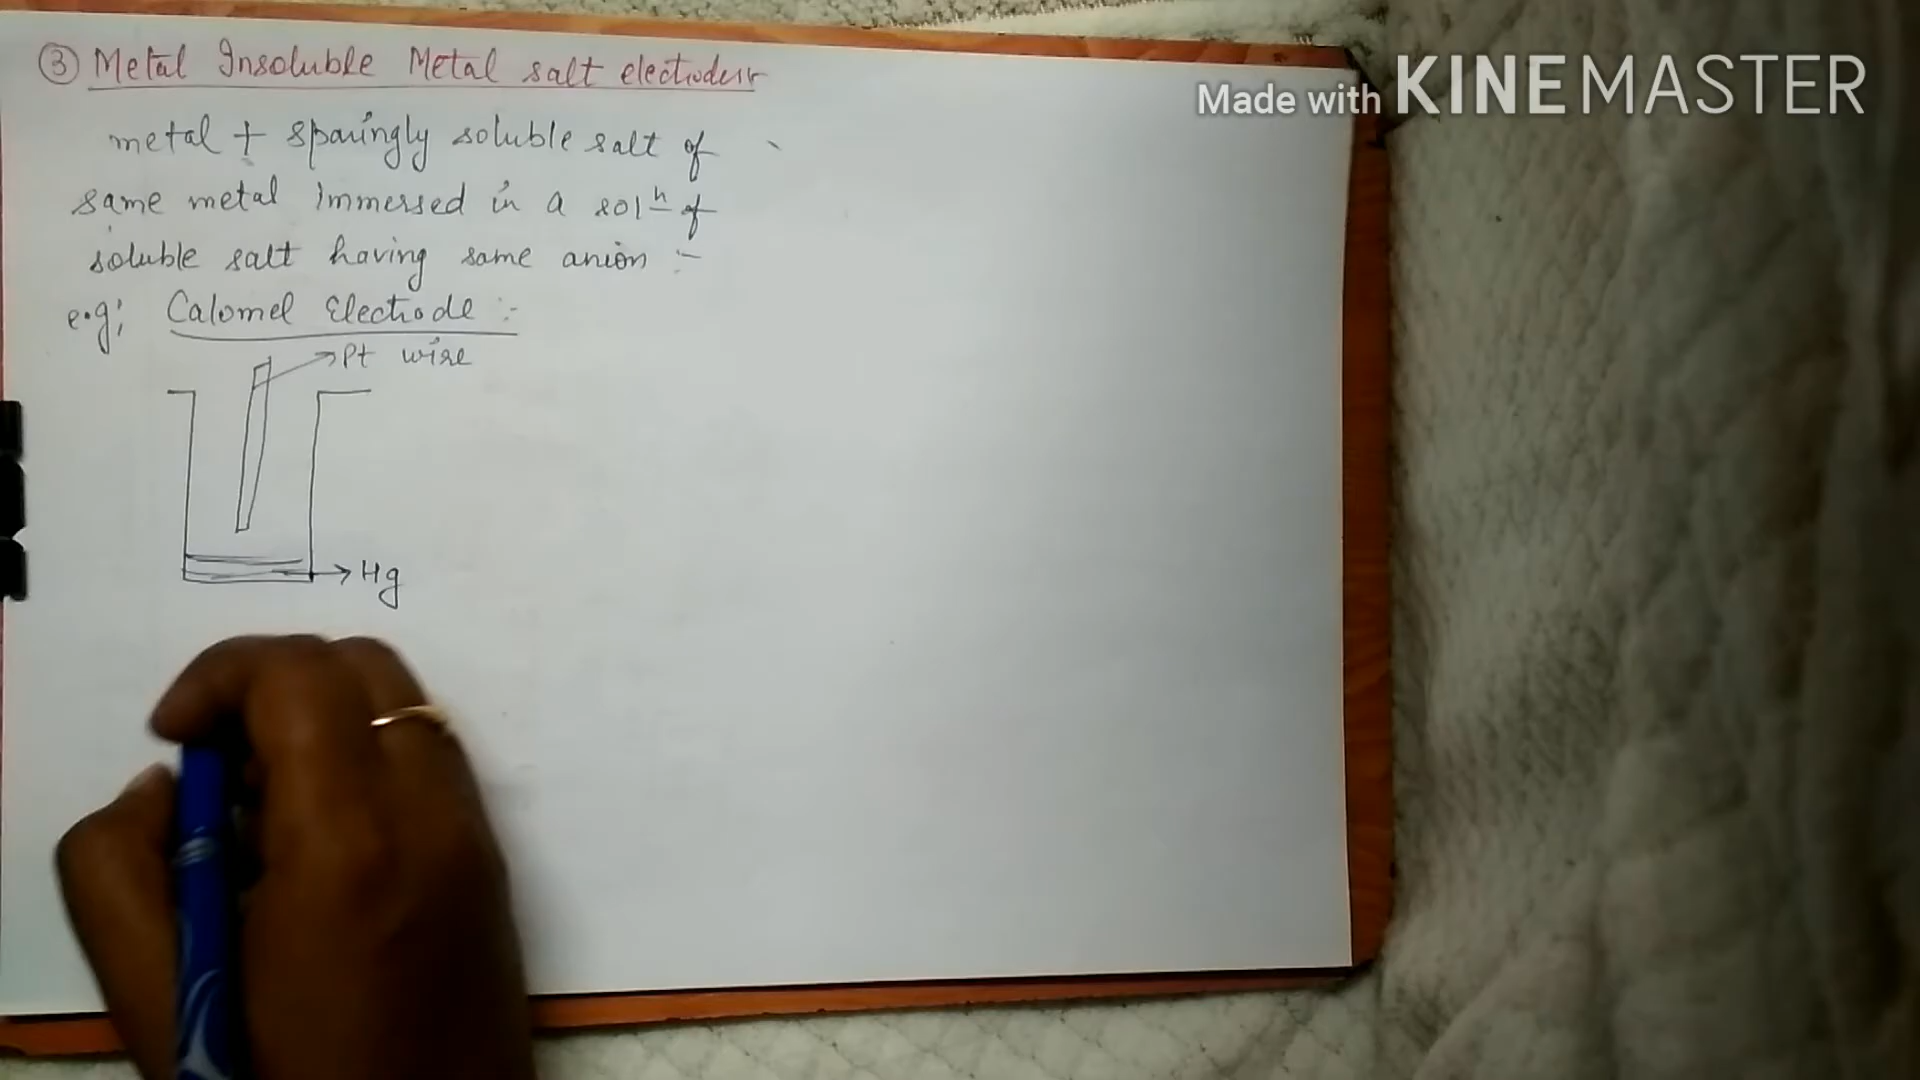 ③ Metal Insoluble Metal salt electrodes:-
metal + sparingly soluble salt of
same metal immersed in a solⁿ of
soluble salt having same anion :-
e.g; Calomel Electrode :-
Pt wire
Hg
Made with KINEMASTER